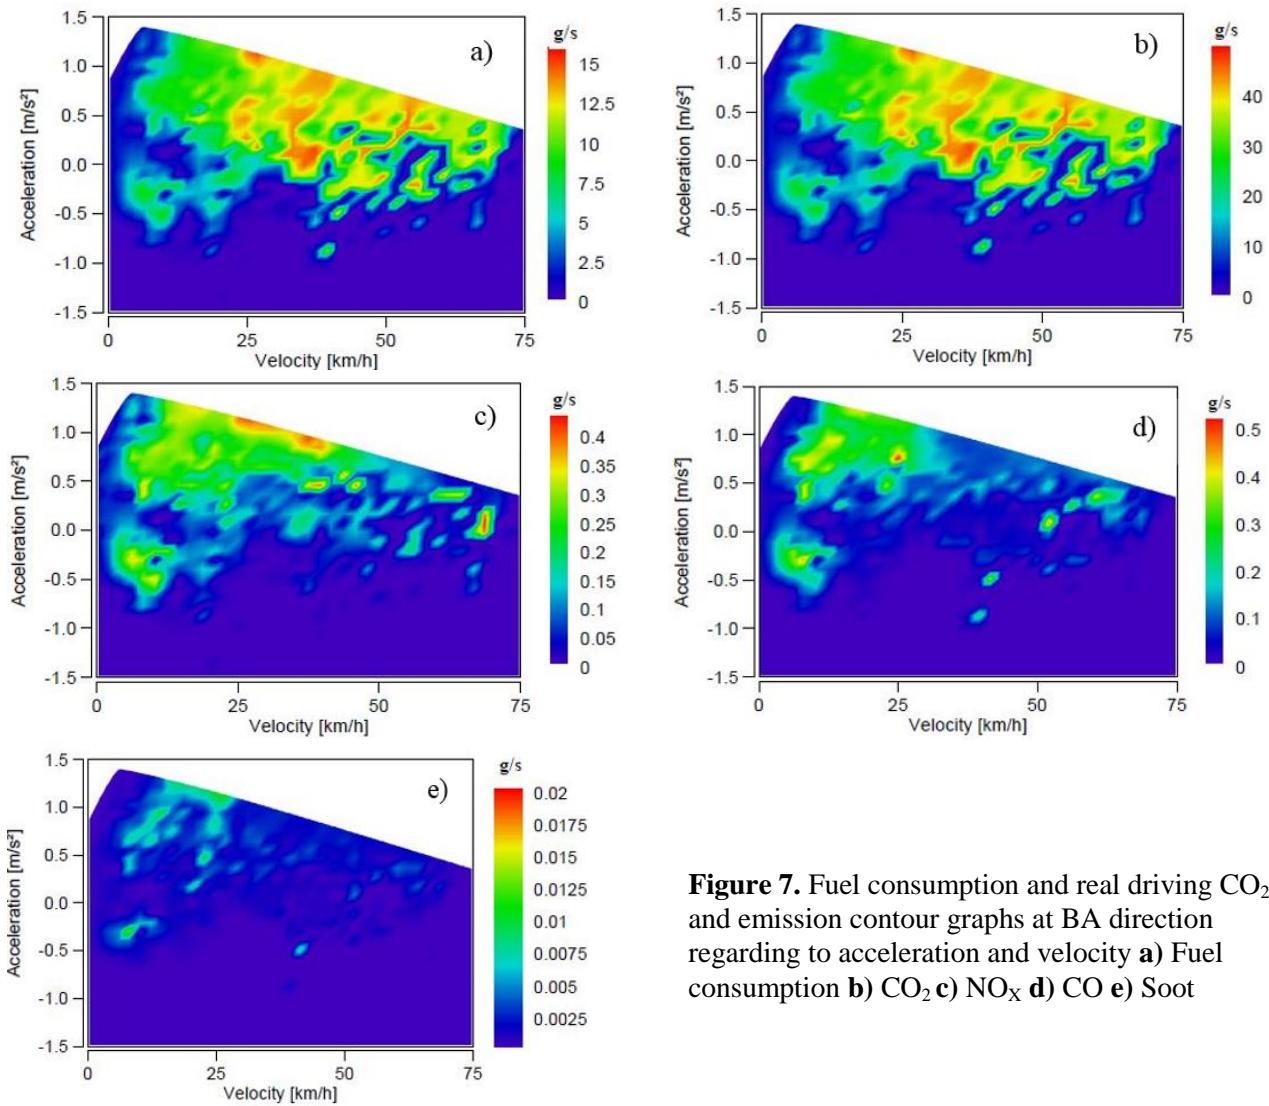 a)
g/s
15
12.5
10
7.5
5
2.5
0
1.5
1.0
0.5
0.0
-0.5
-1.0
-1.5
Acceleration [m/s²]
0 25 50 75
Velocity [km/h]
b)
g/s
40
30
20
10
0
1.5
1.0
0.5
0.0
-0.5
-1.0
-1.5
Acceleration [m/s²]
0 25 50 75
Velocity [km/h]
c)
g/s
0.4
0.35
0.3
0.25
0.2
0.15
0.1
0.05
0
1.5
1.0
0.5
0.0
-0.5
-1.0
-1.5
Acceleration [m/s²]
0 25 50 75
Velocity [km/h]
d)
g/s
0.5
0.4
0.3
0.2
0.1
0
1.5
1.0
0.5
0.0
-0.5
-1.0
-1.5
Acceleration [m/s²]
0 25 50 75
Velocity [km/h]
e)
g/s
0.02
0.0175
0.015
0.0125
0.01
0.0075
0.005
0.0025
1.5
1.0
0.5
0.0
-0.5
-1.0
-1.5
Acceleration [m/s²]
0 25 50 75
Velocity [km/h]
Figure 7. Fuel consumption and real driving CO₂
and emission contour graphs at BA direction
regarding to acceleration and velocity a) Fuel
consumption b) CO₂ c) NOX d) CO e) Soot